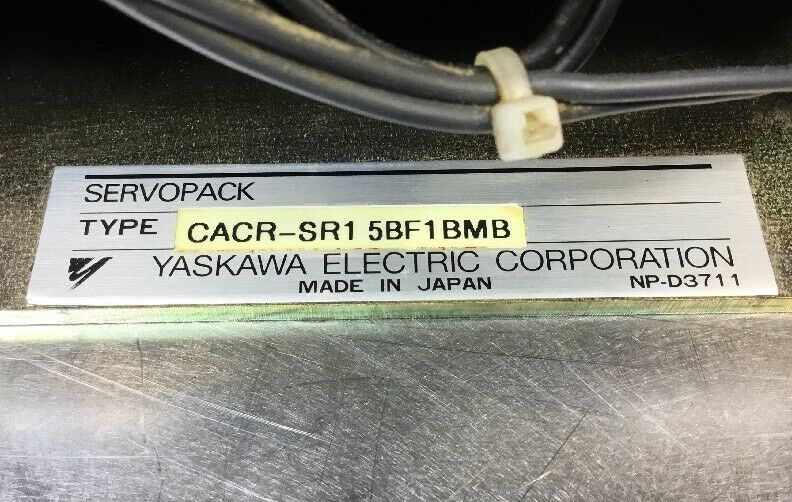 SERVOPACK
TYPE CACR-SR15BF1BMB
YASKAWA ELECTRIC CORPORATION
MADE IN JAPAN NP-D3711